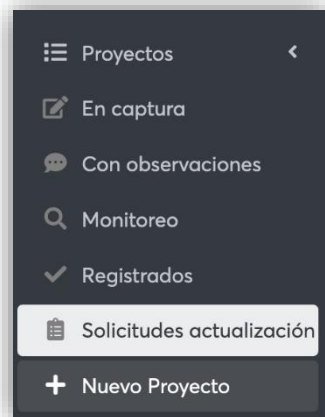 Proyectos
En captura
Con observaciones
Monitoreo
Registrados
Solicitudes actualización
Nuevo Proyecto